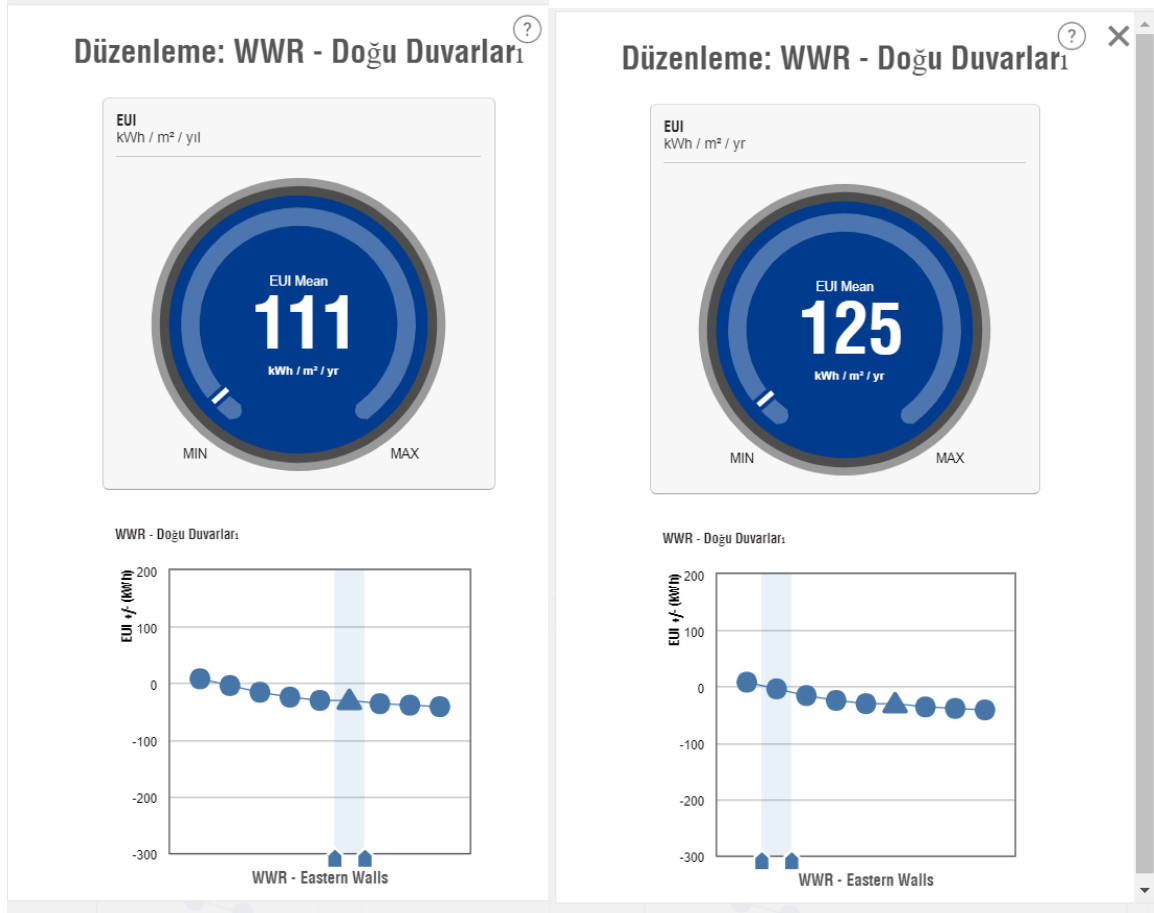 ?
Düzenleme: WWR - Doğu Duvarları
EUI
kWh / m² / yıl
EUI Mean
111
kWh / m² / yr
MIN
MAX
WWR - Doğu Duvarları
EUI +/- (kWh)
200
100
0
-100
-200
-300
WWR - Eastern Walls
?
Düzenleme: WWR - Doğu Duvarları
EUI
kWh / m² / yr
EUI Mean
125
kWh / m² / yr
MIN
MAX
WWR - Doğu Duvarları
EUI +/- (kWh)
200
100
0
-100
-200
-300
WWR - Eastern Walls